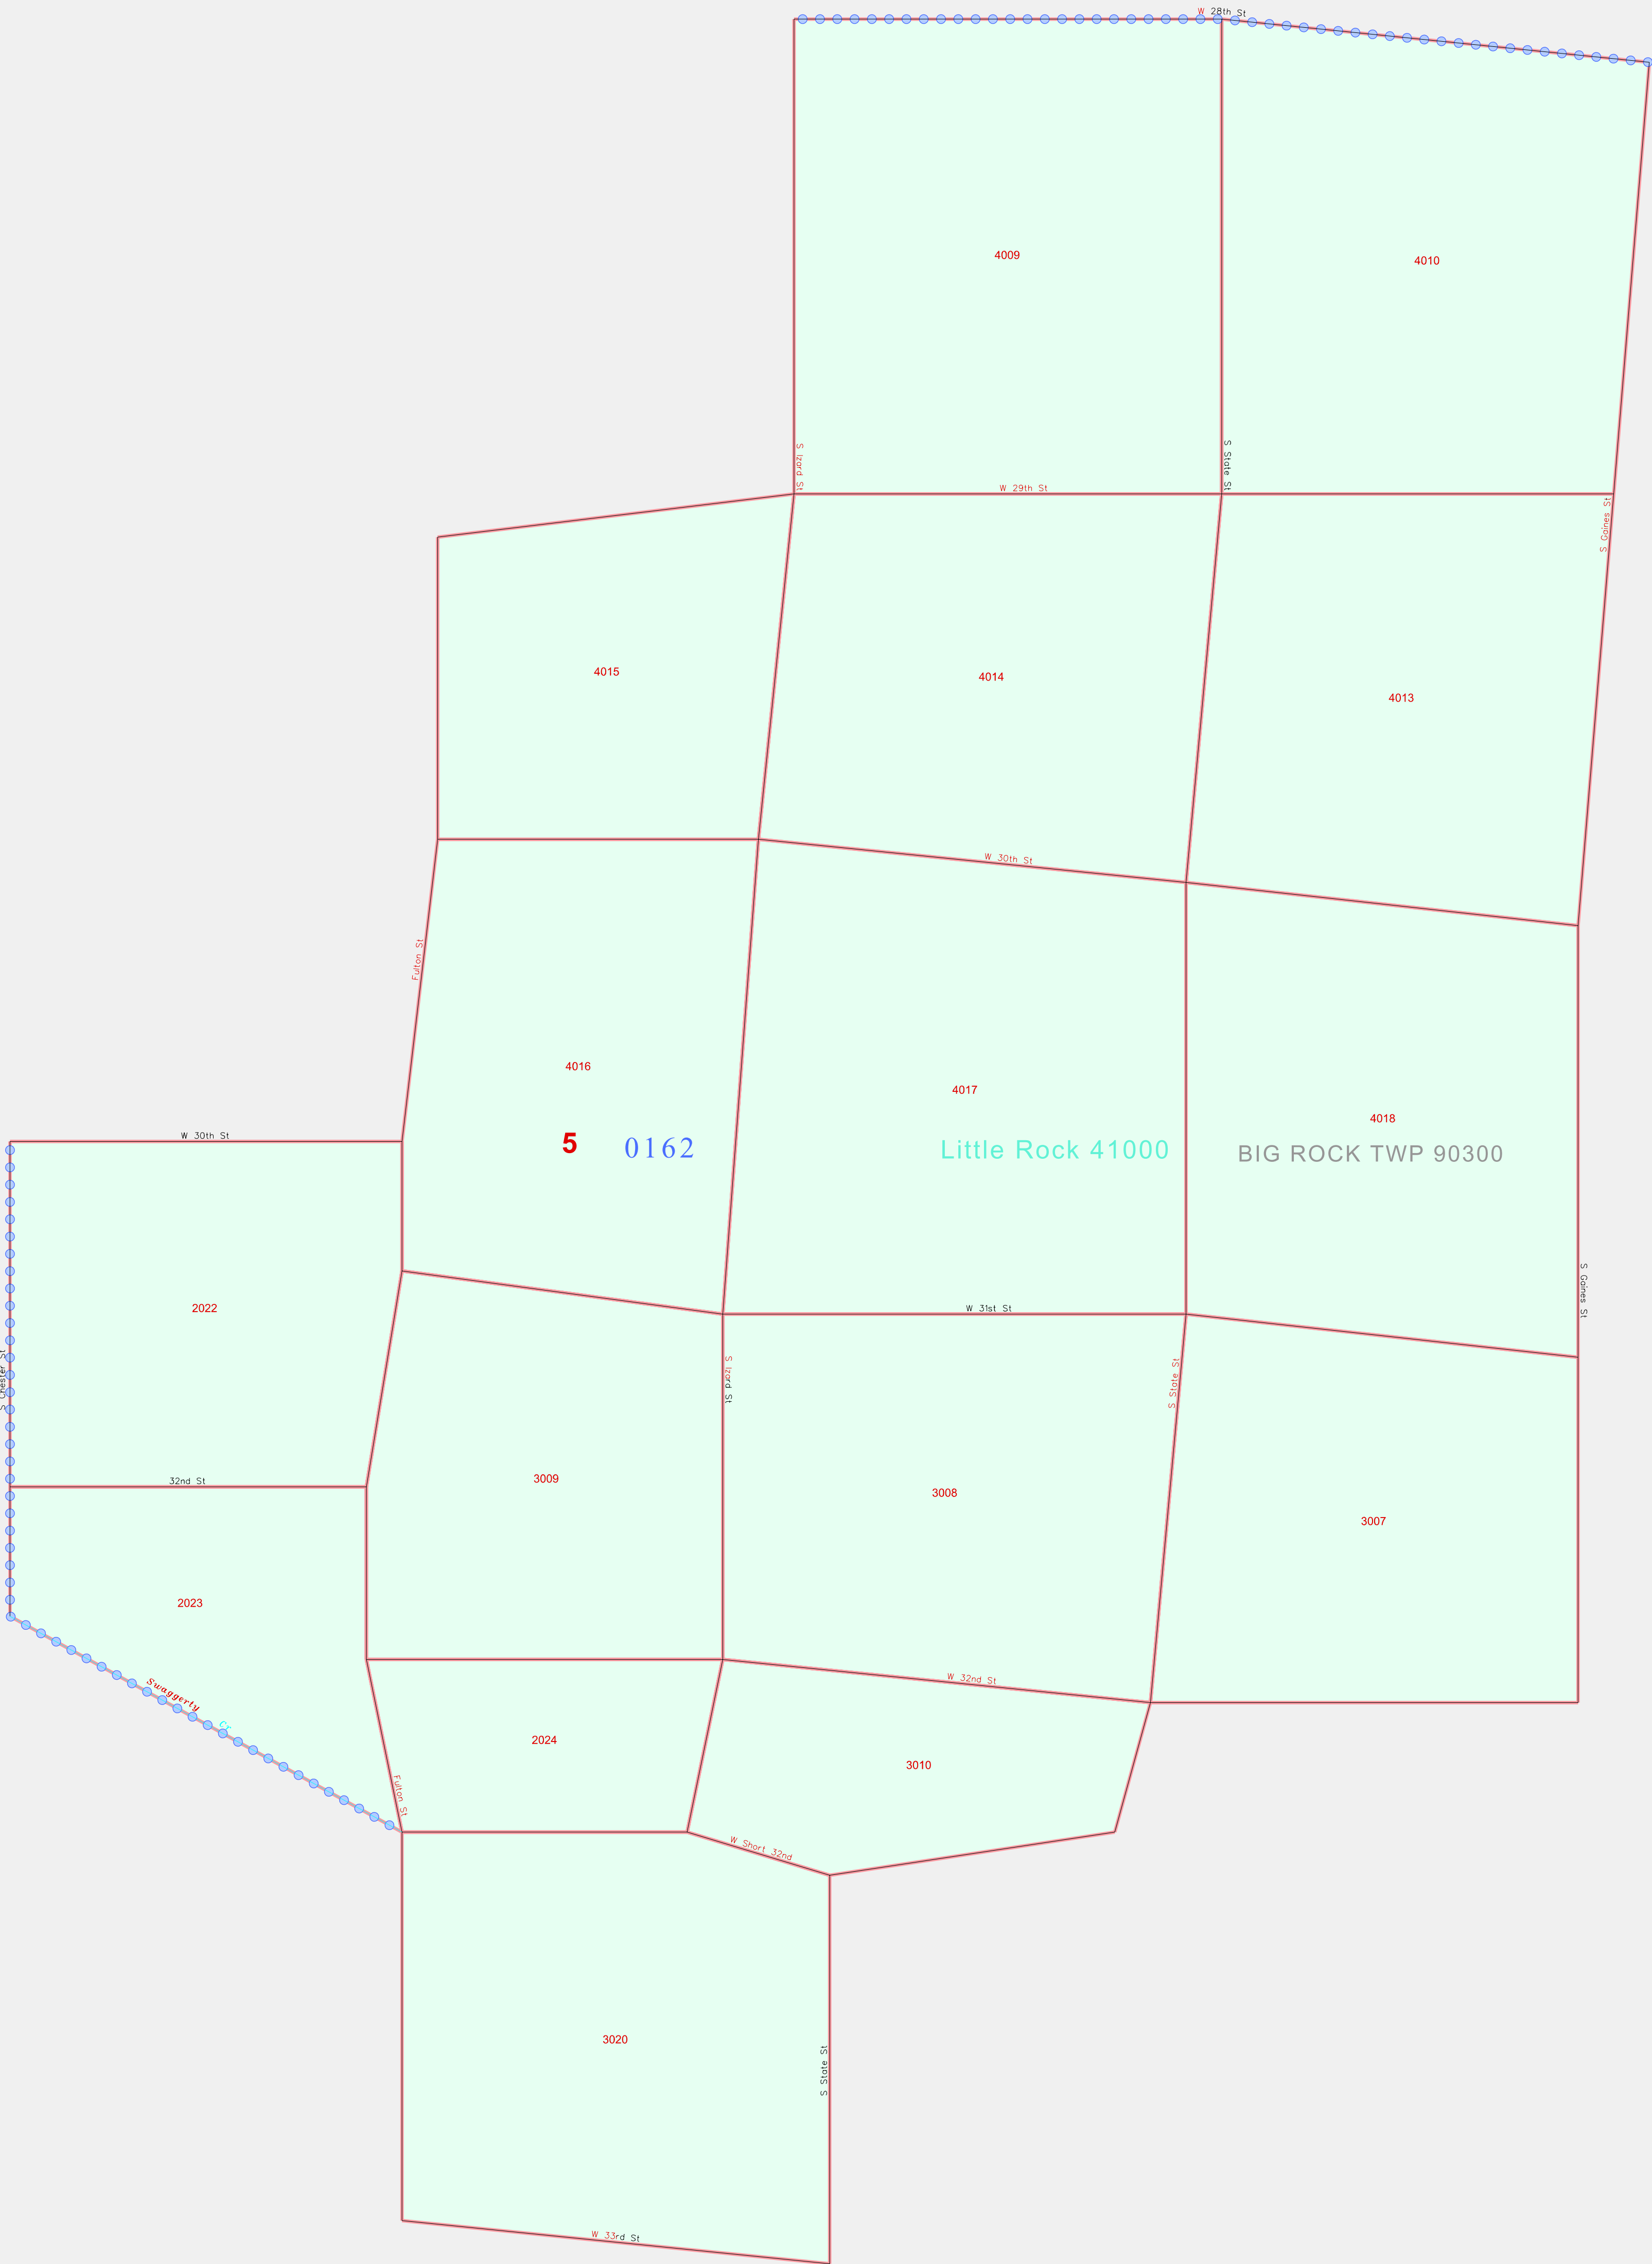 W 28th St
4009
4010
S Izard St
S State St
W 29th St
S Gaines St
4015
4014
4013
W 30th St
Fulton St
4016
4017
4018
W 30th St
5
0162
Little Rock 41000
BIG ROCK TWP 90300
S Gaines St
2022
W 31st St
S Chester St
S Izard St
S State St
32nd St
3009
3008
3007
2023
W 32nd St
Swaggerty Cr
2024
3010
Fulton St
W Short 32nd
3020
S State St
W 33rd St